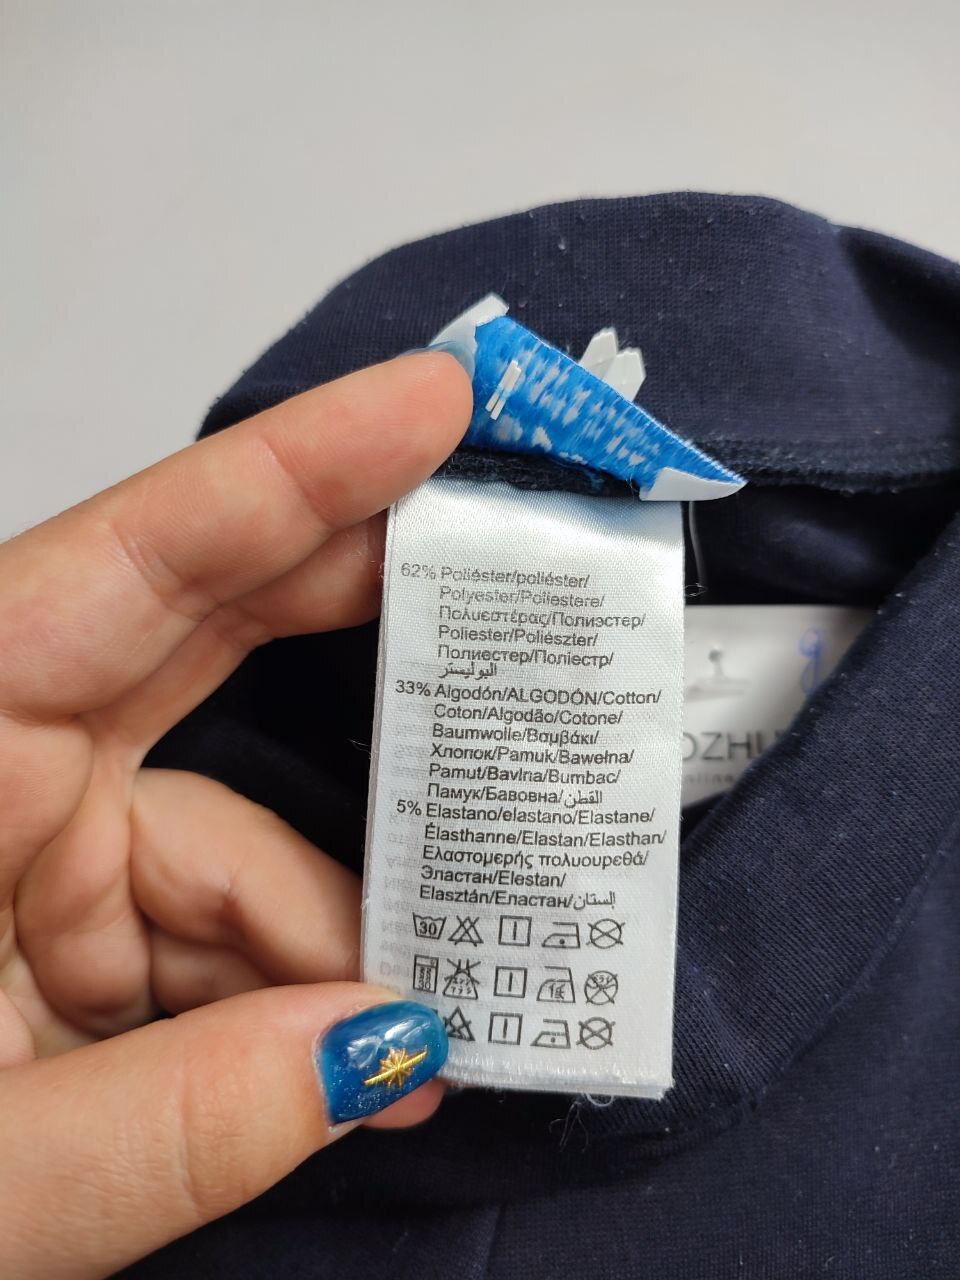 62% Poliéster/poliéster/
Polyester/Poliestere/
Πολυεστέρας/Полиэстер/
Poliester/Poliészter/
Полиестер/Поліестр/
البوليستر
33% Algodón/ALGODÓN/Cotton/
Coton/Algodão/Cotone/
Baumwolle/Βαμβάκι/
Хлопок/Pamuk/Bawełna/
Pamut/Bavlna/Bumbac/
Памук/Бавовна/القطن
5% Elastano/elastano/Elastane/
Élasthanne/Elastan/Elasthan/
Ελαστομερής πολυουρεθά/
Эластан/Elestan/
Elasztán/Еластан/إلستان
30
30